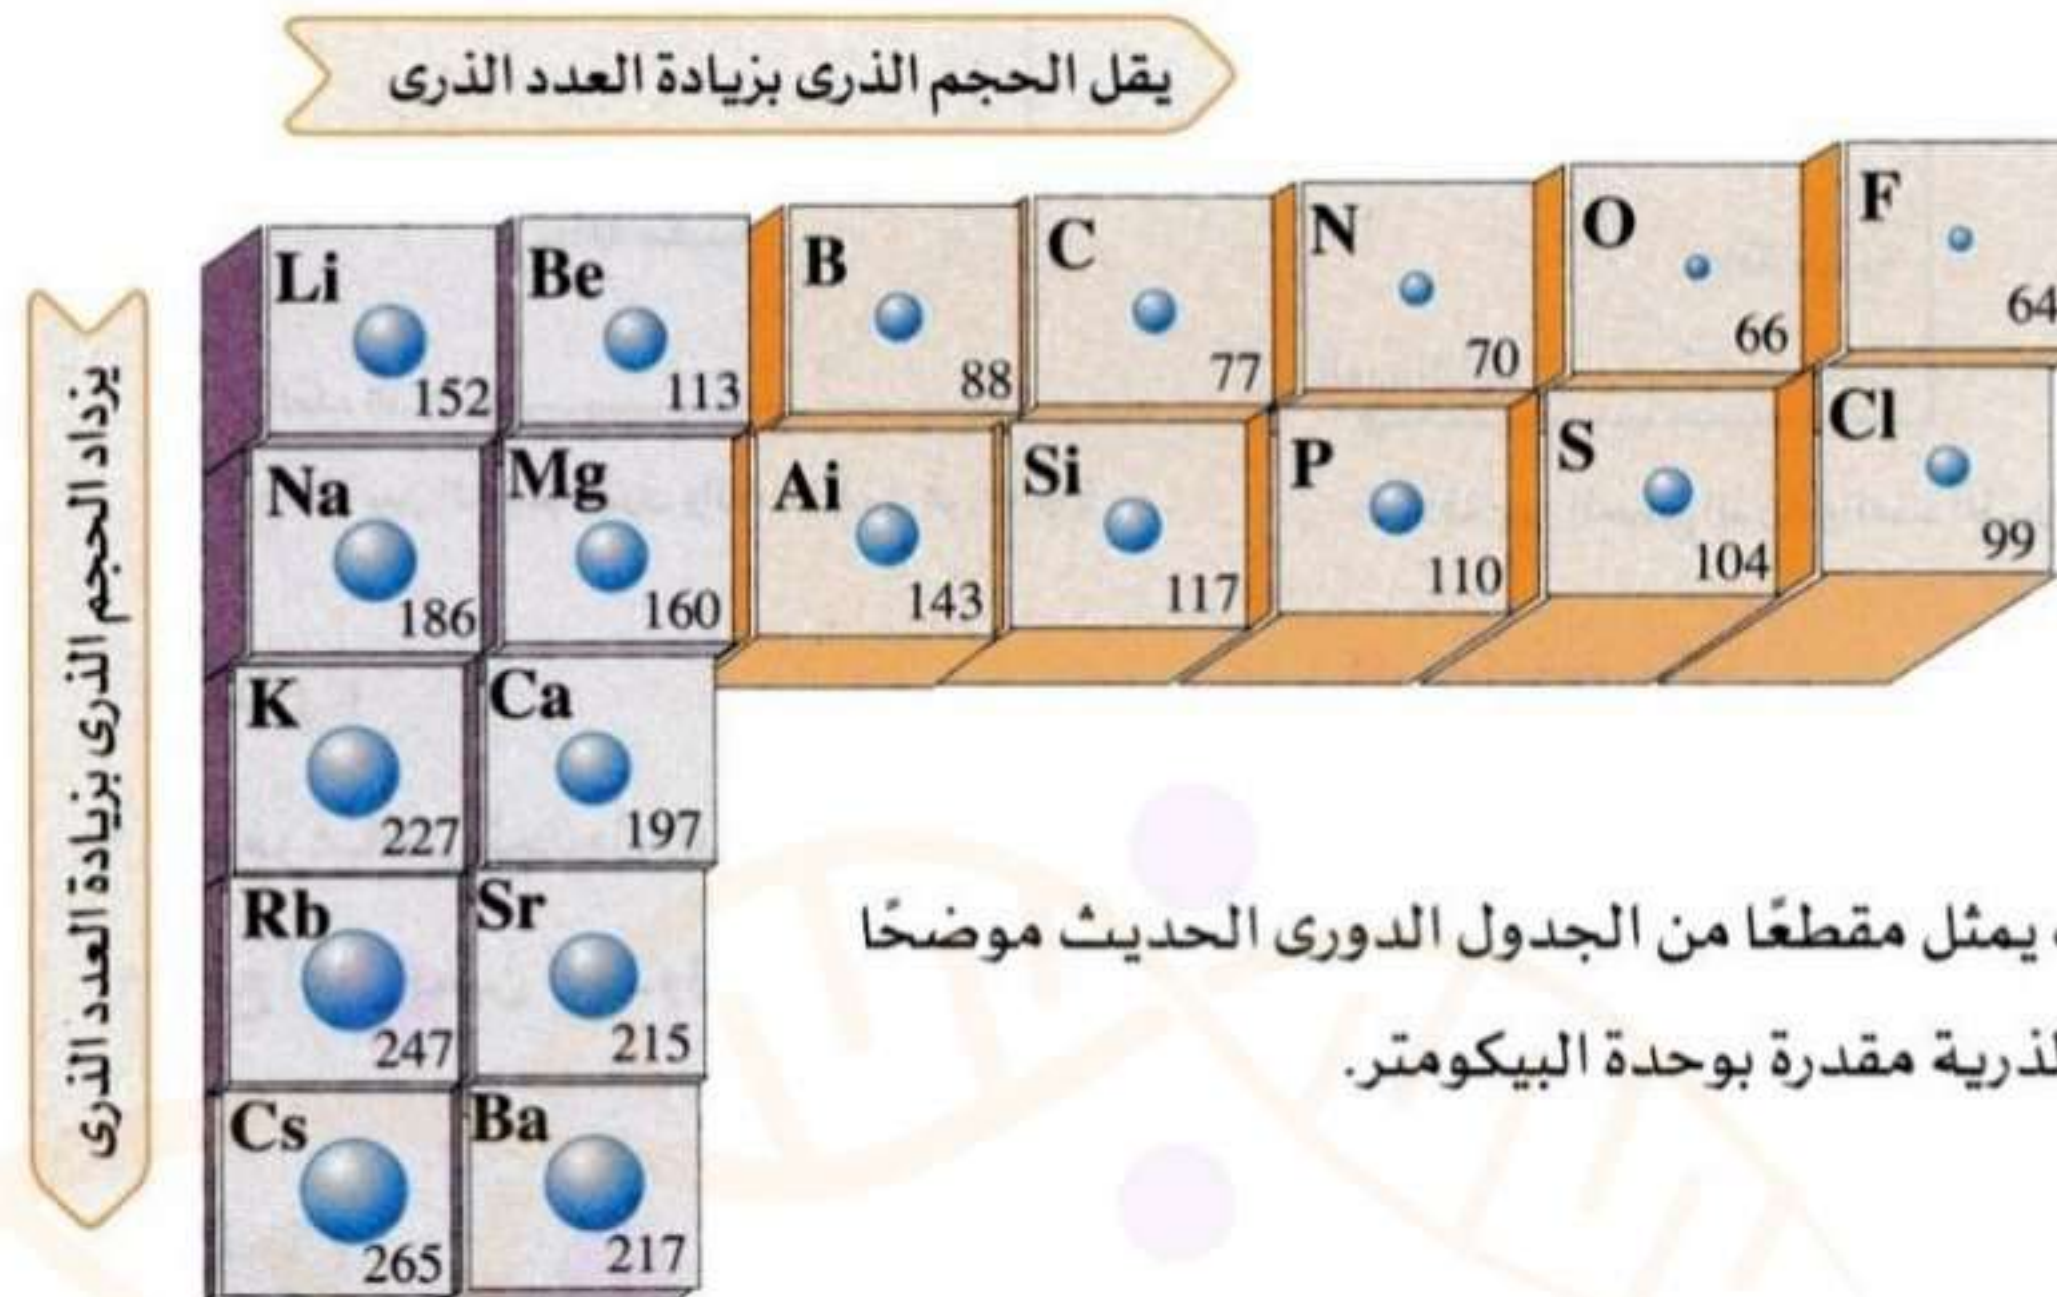 يقل الحجم الذرى بزيادة العدد الذرى
يزداد الحجم الذرى بزيادة العدد الذرى
Li 152 Be 113 B 88 C 77 N 70 O 66 F 64
Na 186 Mg 160 Ai 143 Si 117 P 110 S 104 Cl 99
K 227 Ca 197
Rb 247 Sr 215
Cs 265 Ba 217
يمثل مقطعًا من الجدول الدورى الحديث موضحًا
لذرية مقدرة بوحدة البيكومتر.